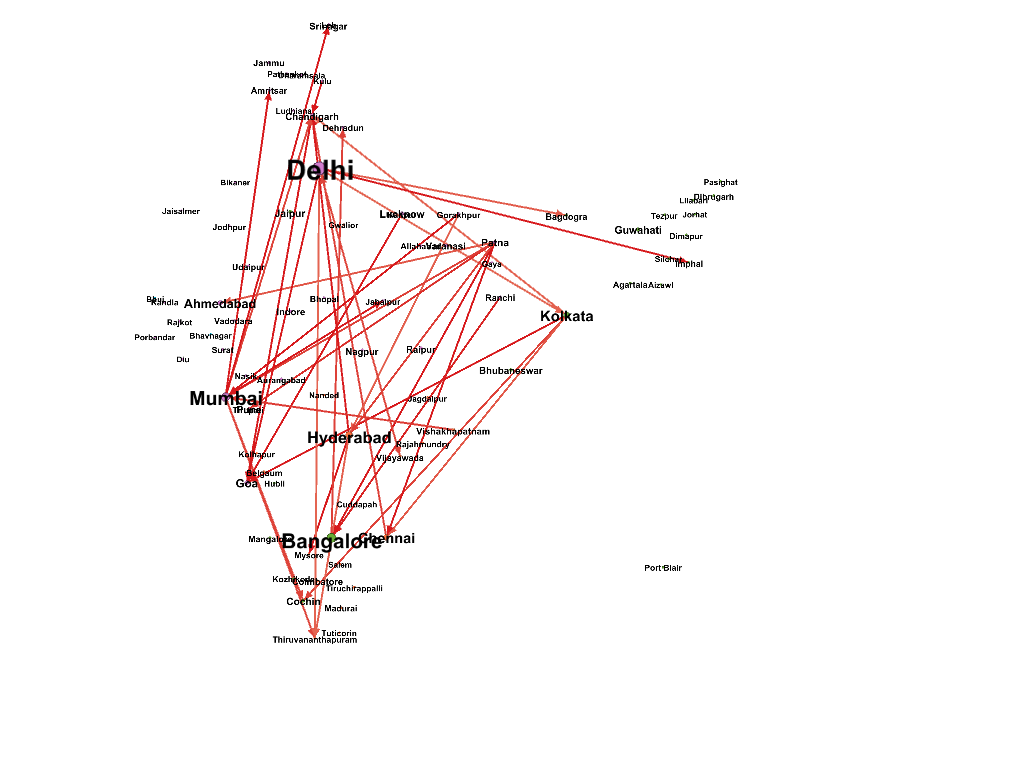 Srinagar
Jammu
Kulu
Amritsar
Ludhiana
Chandigarh
Dehradun
Delhi
Bikaner
Pasighat
Dibrugarh
Lilabari
Jaisalmer
Jaipur
Lucknow
Gorakhpur
Bagdogra
Tezpur
Jorhat
Jodhpur
Gwalior
Guwahati
Dimapur
Allahabad
Varanasi
Patna
Silchar
Imphal
Udaipur
Gaya
Agartala
Aizawl
Bhuj
Kandla
Ahmedabad
Bhopal
Jabalpur
Ranchi
Indore
Kolkata
Rajkot
Vadodara
Porbandar
Bhavnagar
Surat
Nagpur
Raipur
Diu
Bhubaneswar
Nasik
Aurangabad
Mumbai
Nanded
Jagdalpur
Pune
Hyderabad
Vishakhapatnam
Rajahmundry
Kolhapur
Vijayawada
Belgaum
Goa
Hubli
Cuddapah
Mangalore
Bangalore
Chennai
Mysore
Salem
Port Blair
Kozhikode
Coimbatore
Tiruchirappalli
Cochin
Madurai
Tuticorin
Thiruvananthapuram